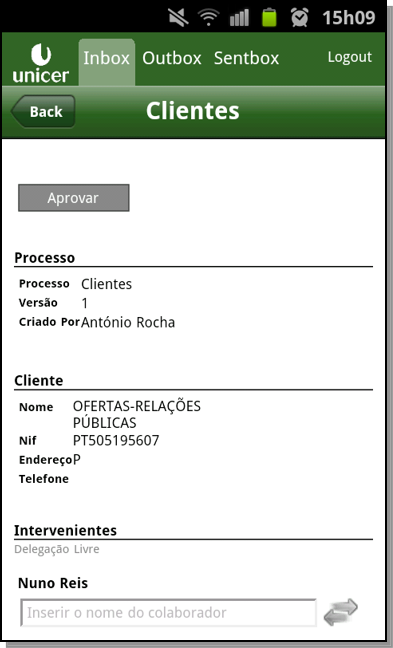 15h09
unicer
Inbox Outbox Sentbox Logout
Back Clientes
Aprovar
Processo
Processo Clientes
Versão 1
Criado Por António Rocha
Cliente
Nome OFERTAS-RELAÇÕES
PÚBLICAS
Nif PT505195607
Endereço P
Telefone
Intervenientes
Delegação Livre
Nuno Reis
Inserir o nome do colaborador